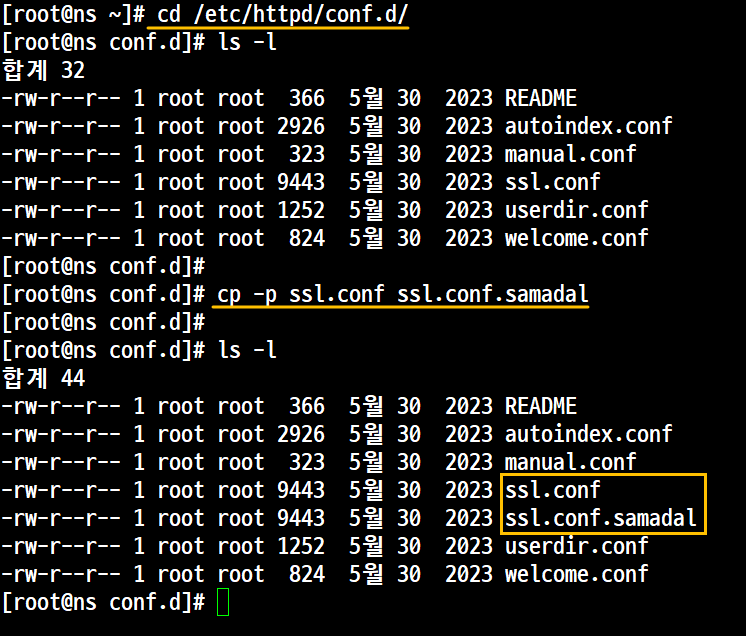 [root@ns ~]# cd /etc/httpd/conf.d/
[root@ns conf.d]# ls -l
합계 32
-rw-r--r-- 1 root root  366  5월 30  2023 README
-rw-r--r-- 1 root root 2926  5월 30  2023 autoindex.conf
-rw-r--r-- 1 root root  323  5월 30  2023 manual.conf
-rw-r--r-- 1 root root 9443  5월 30  2023 ssl.conf
-rw-r--r-- 1 root root 1252  5월 30  2023 userdir.conf
-rw-r--r-- 1 root root  824  5월 30  2023 welcome.conf
[root@ns conf.d]#
[root@ns conf.d]# cp -p ssl.conf ssl.conf.samadal
[root@ns conf.d]#
[root@ns conf.d]# ls -l
합계 44
-rw-r--r-- 1 root root  366  5월 30  2023 README
-rw-r--r-- 1 root root 2926  5월 30  2023 autoindex.conf
-rw-r--r-- 1 root root  323  5월 30  2023 manual.conf
-rw-r--r-- 1 root root 9443  5월 30  2023 ssl.conf
-rw-r--r-- 1 root root 9443  5월 30  2023 ssl.conf.samadal
-rw-r--r-- 1 root root 1252  5월 30  2023 userdir.conf
-rw-r--r-- 1 root root  824  5월 30  2023 welcome.conf
[root@ns conf.d]#